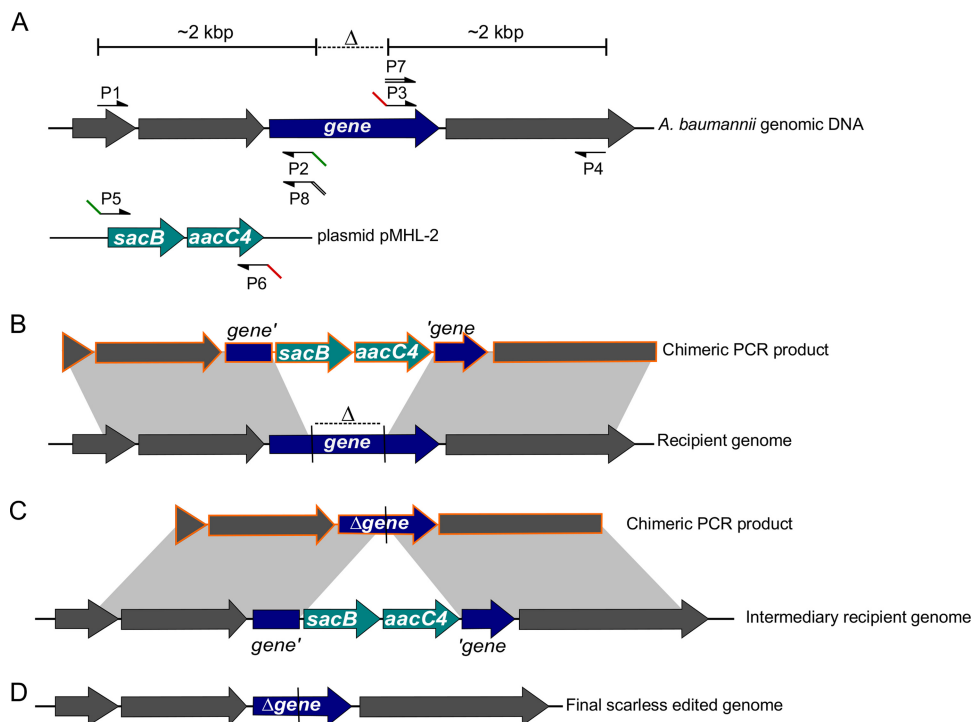 A
~2 kbp
Δ
~2 kbp
P7
P1
P3
gene
A. baumannii genomic DNA
P2
P4
P8
P5
sacB
aacC4
plasmid pMHL-2
P6
B
gene'
'gene
sacB
aacC4
Chimeric PCR product
Δ
gene
Recipient genome
C
Δgene
Chimeric PCR product
sacB
aacC4
Intermediary recipient genome
gene'
'gene
D
Δgene
Final scarless edited genome